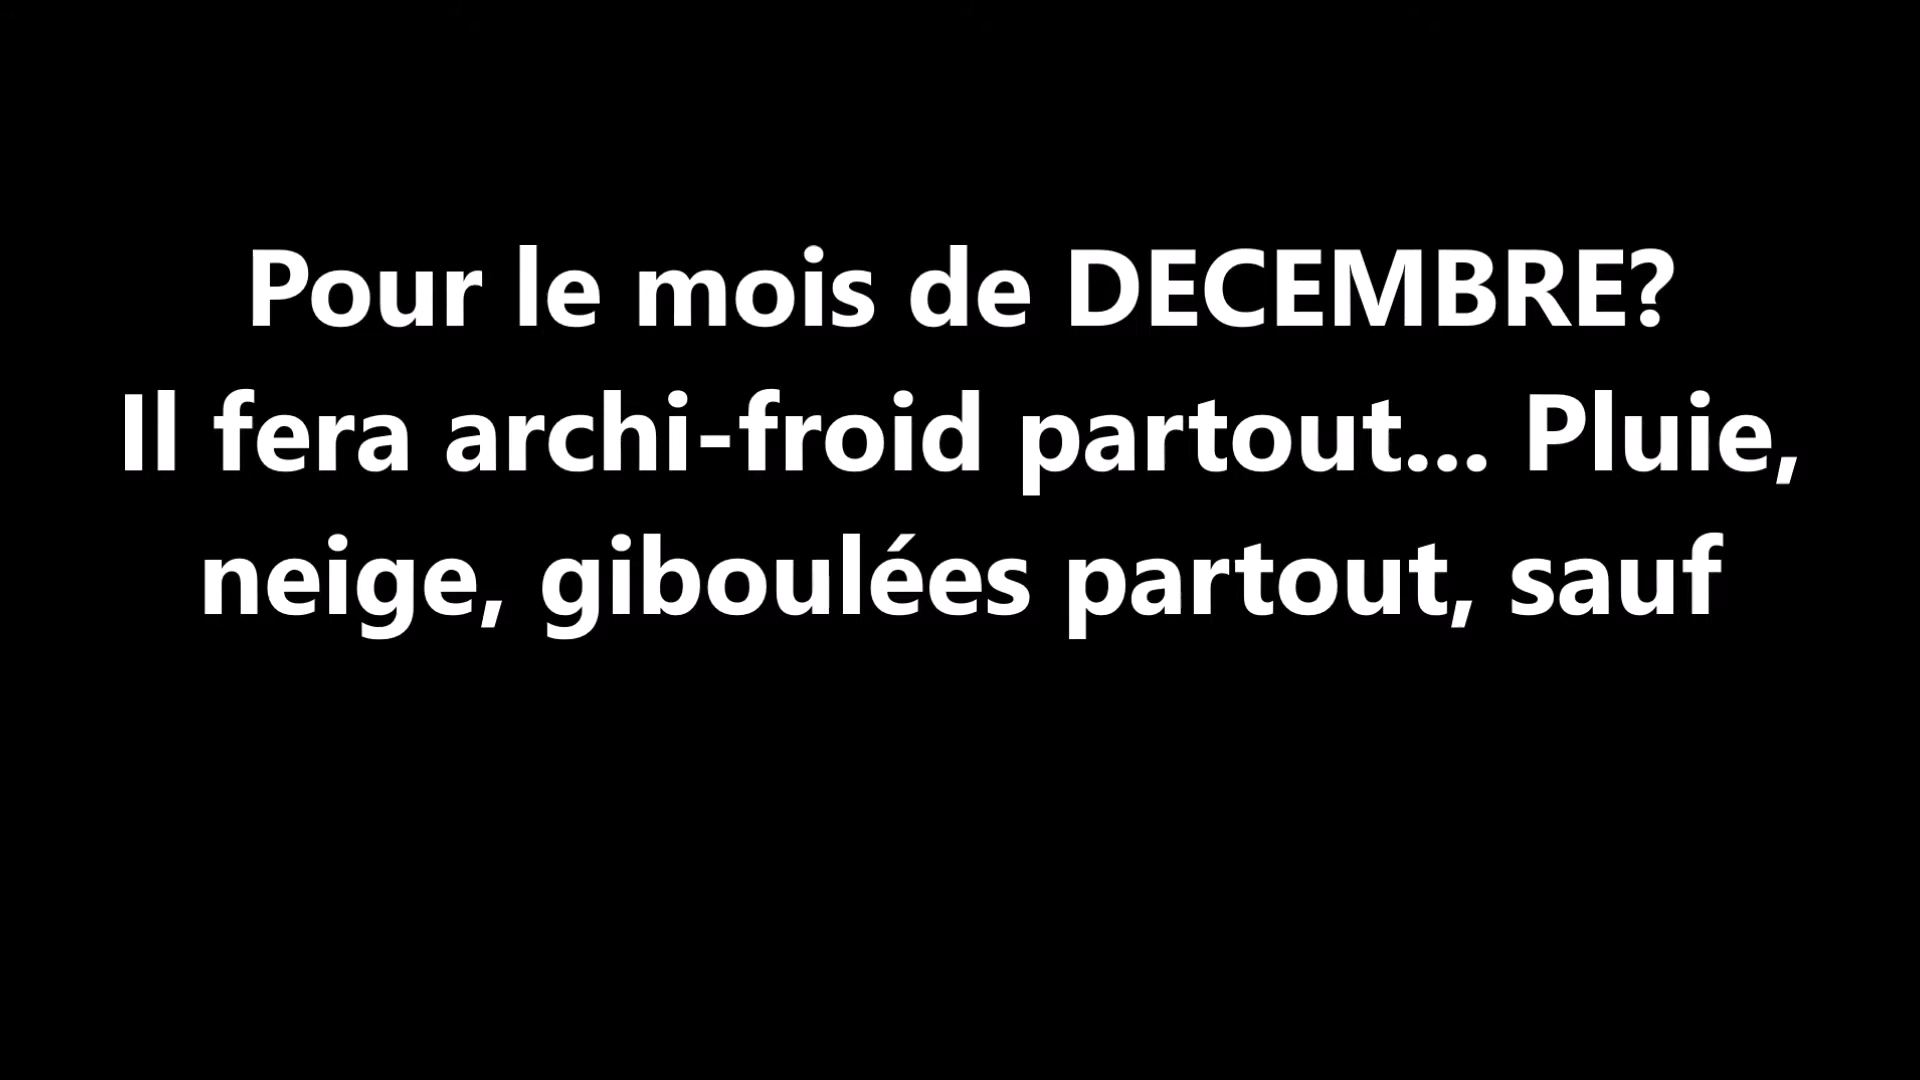 Pour le mois de DECEMBRE?
Il fera archi-froid partout... Pluie,
neige, giboulées partout, sauf